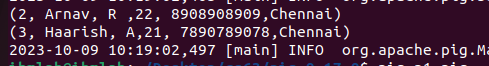 (2, Arnav, R ,22, 8908908909,Chennai)
(3, Haarish, A,21, 7890789078,Chennai)
2023-10-09 10:19:02,497 [main] INFO  org.apache.pig.Ma